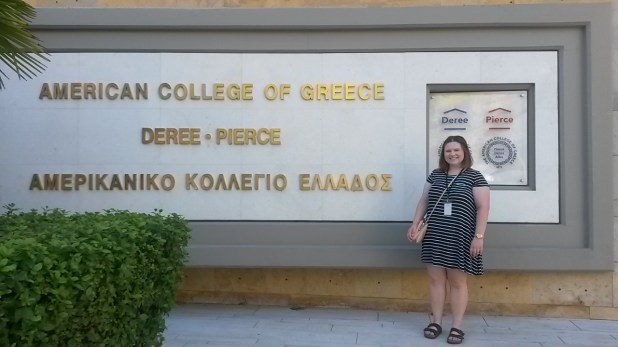 AMERICAN COLLEGE OF GREECE
DEREE · PIERCE
ΑΜΕΡΙΚΑΝΙΚΟ ΚΟΛΛΕΓΙΟ ΕΛΛΑΔΟΣ
Deree
Pierce